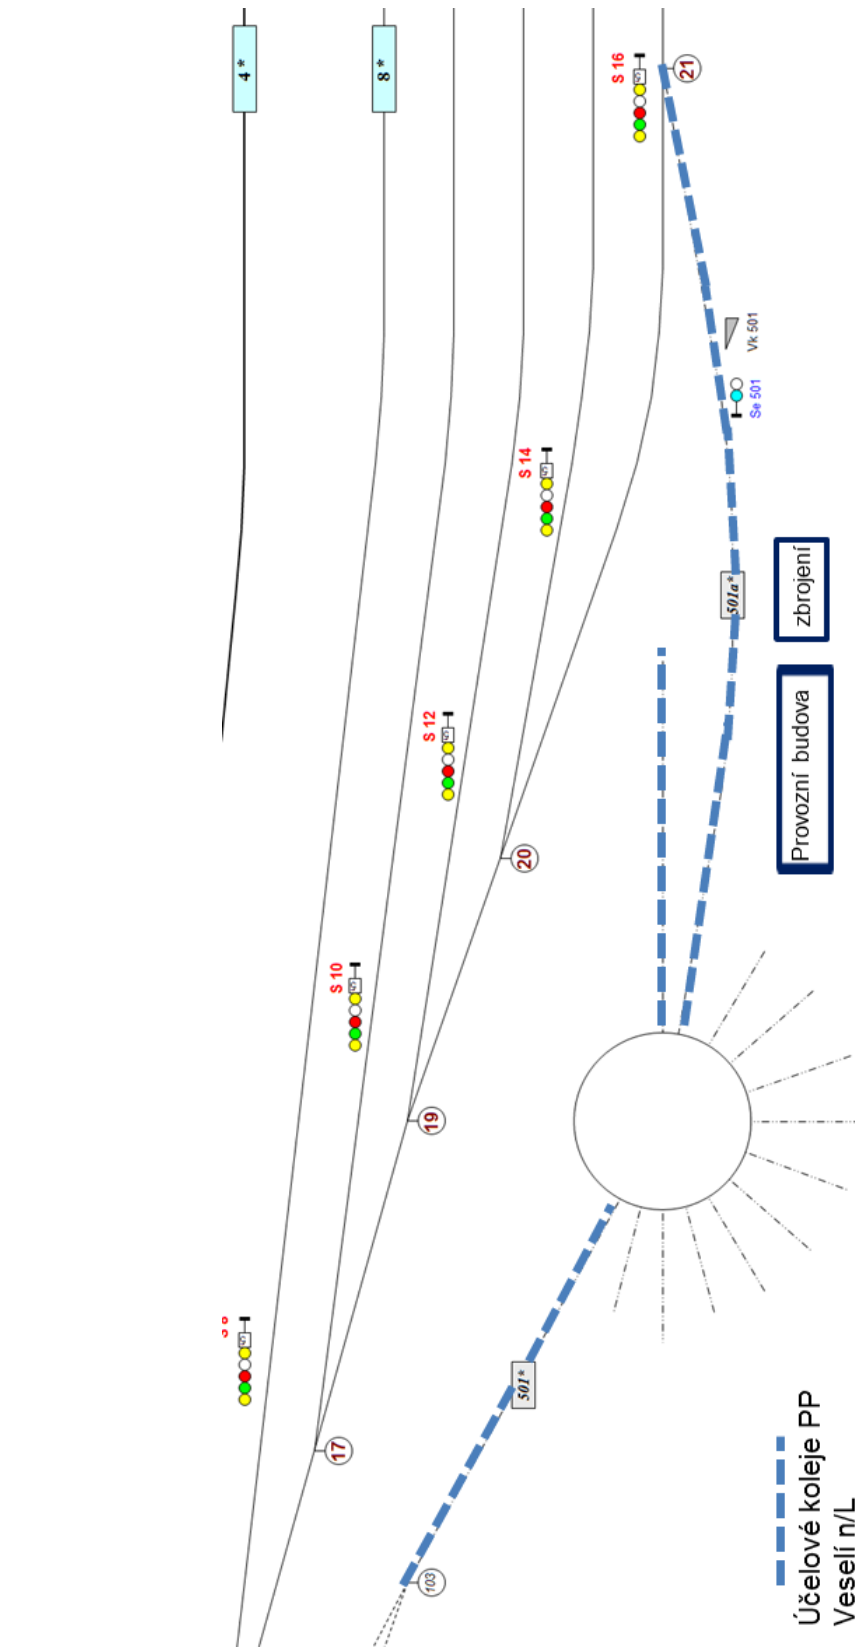 4 *
8 *
S 16
21
Vk 501
Se 501
S 14
zbrojení
501a*
S 12
Provozní budova
20
S 10
19
501*
17
103
Účelové koleje PP
Veselí n/L